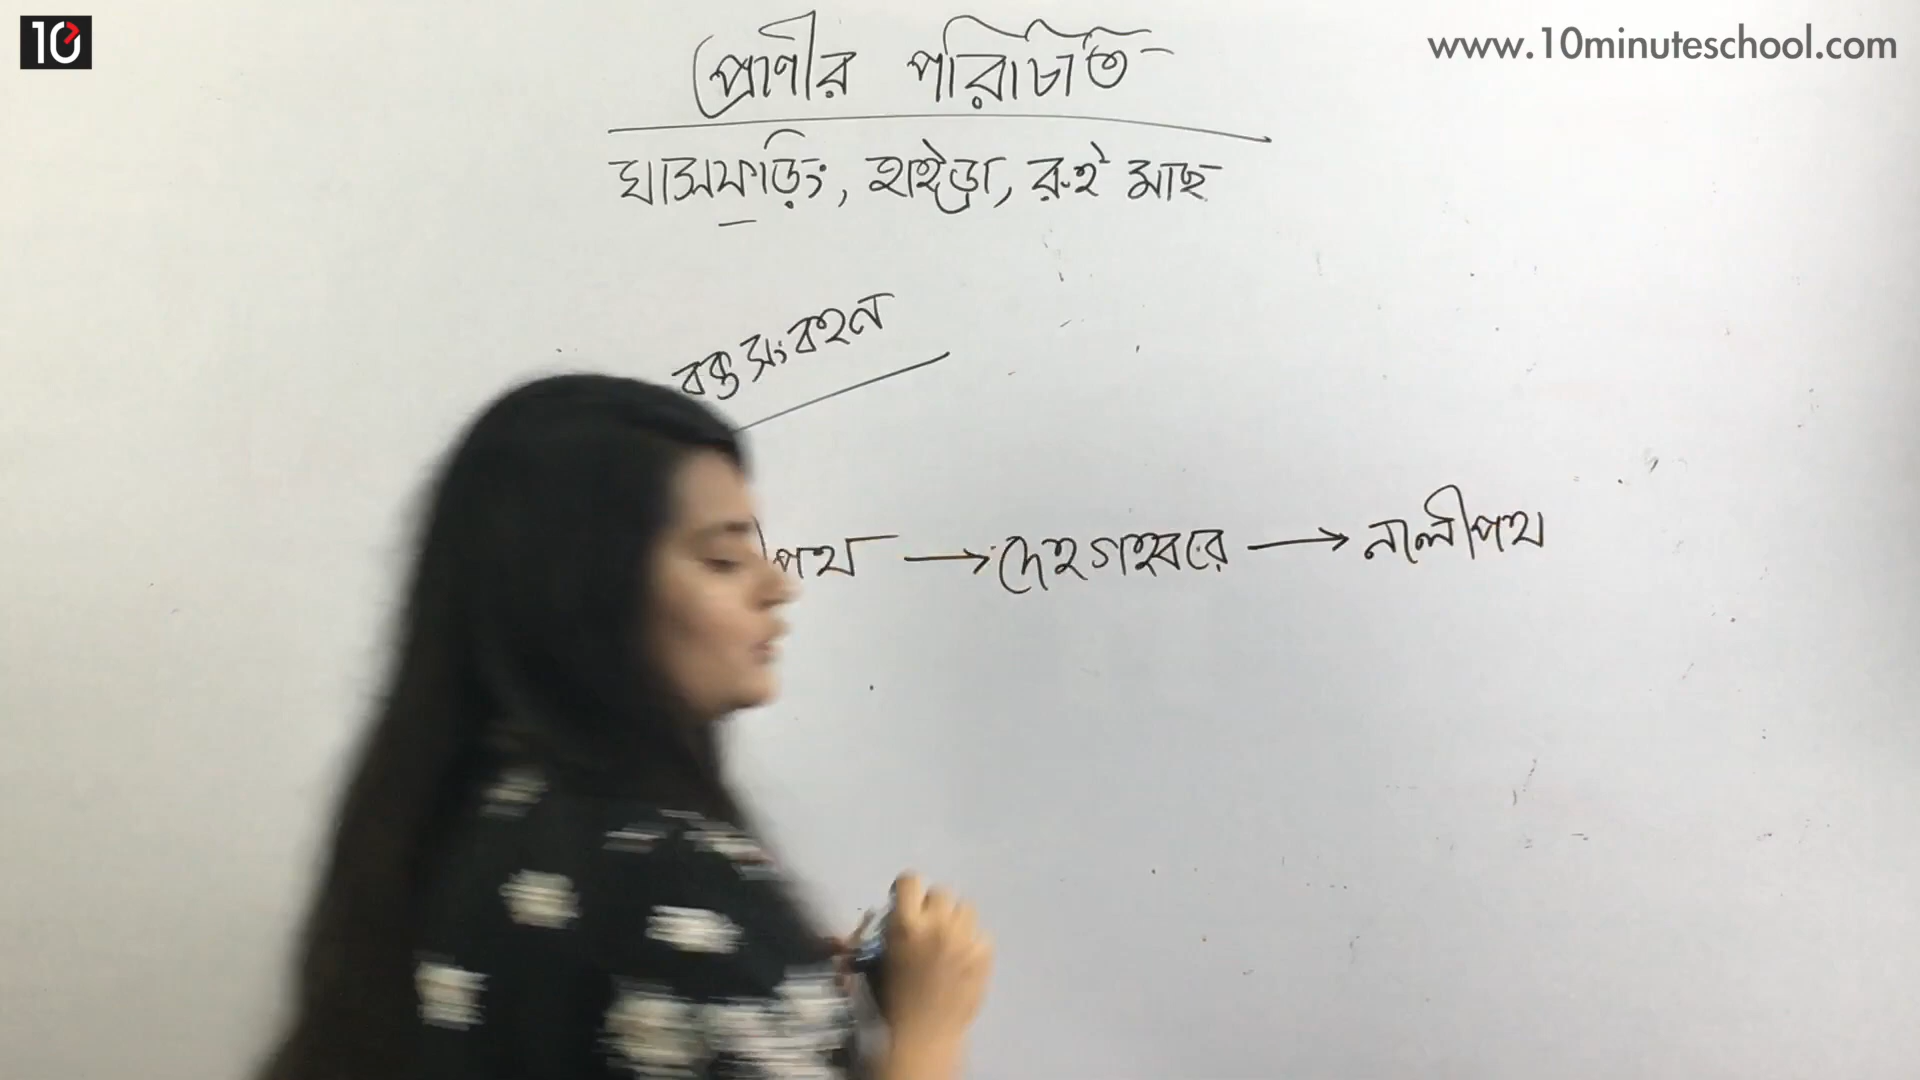 10
www.10minuteschool.com
প্রাণীর পরিচিতি
ঘাসফড়িং, হাইড্রা, রুই মাছ
রক্ত সংবহন
পথ → দেহগহ্বরে → নালীপথ